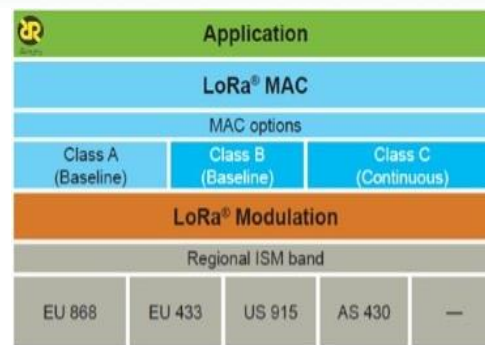 Application
LoRa® MAC
MAC options
Class A
(Baseline)
Class B
(Baseline)
Class C
(Continuous)
LoRa® Modulation
Regional ISM band
EU 868
EU 433
US 915
AS 430
—